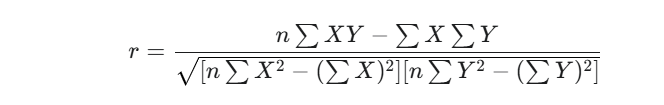 r = \frac{n \sum XY - \sum X \sum Y}{\sqrt{[n \sum X^2 - (\sum X)^2][n \sum Y^2 - (\sum Y)^2]}}